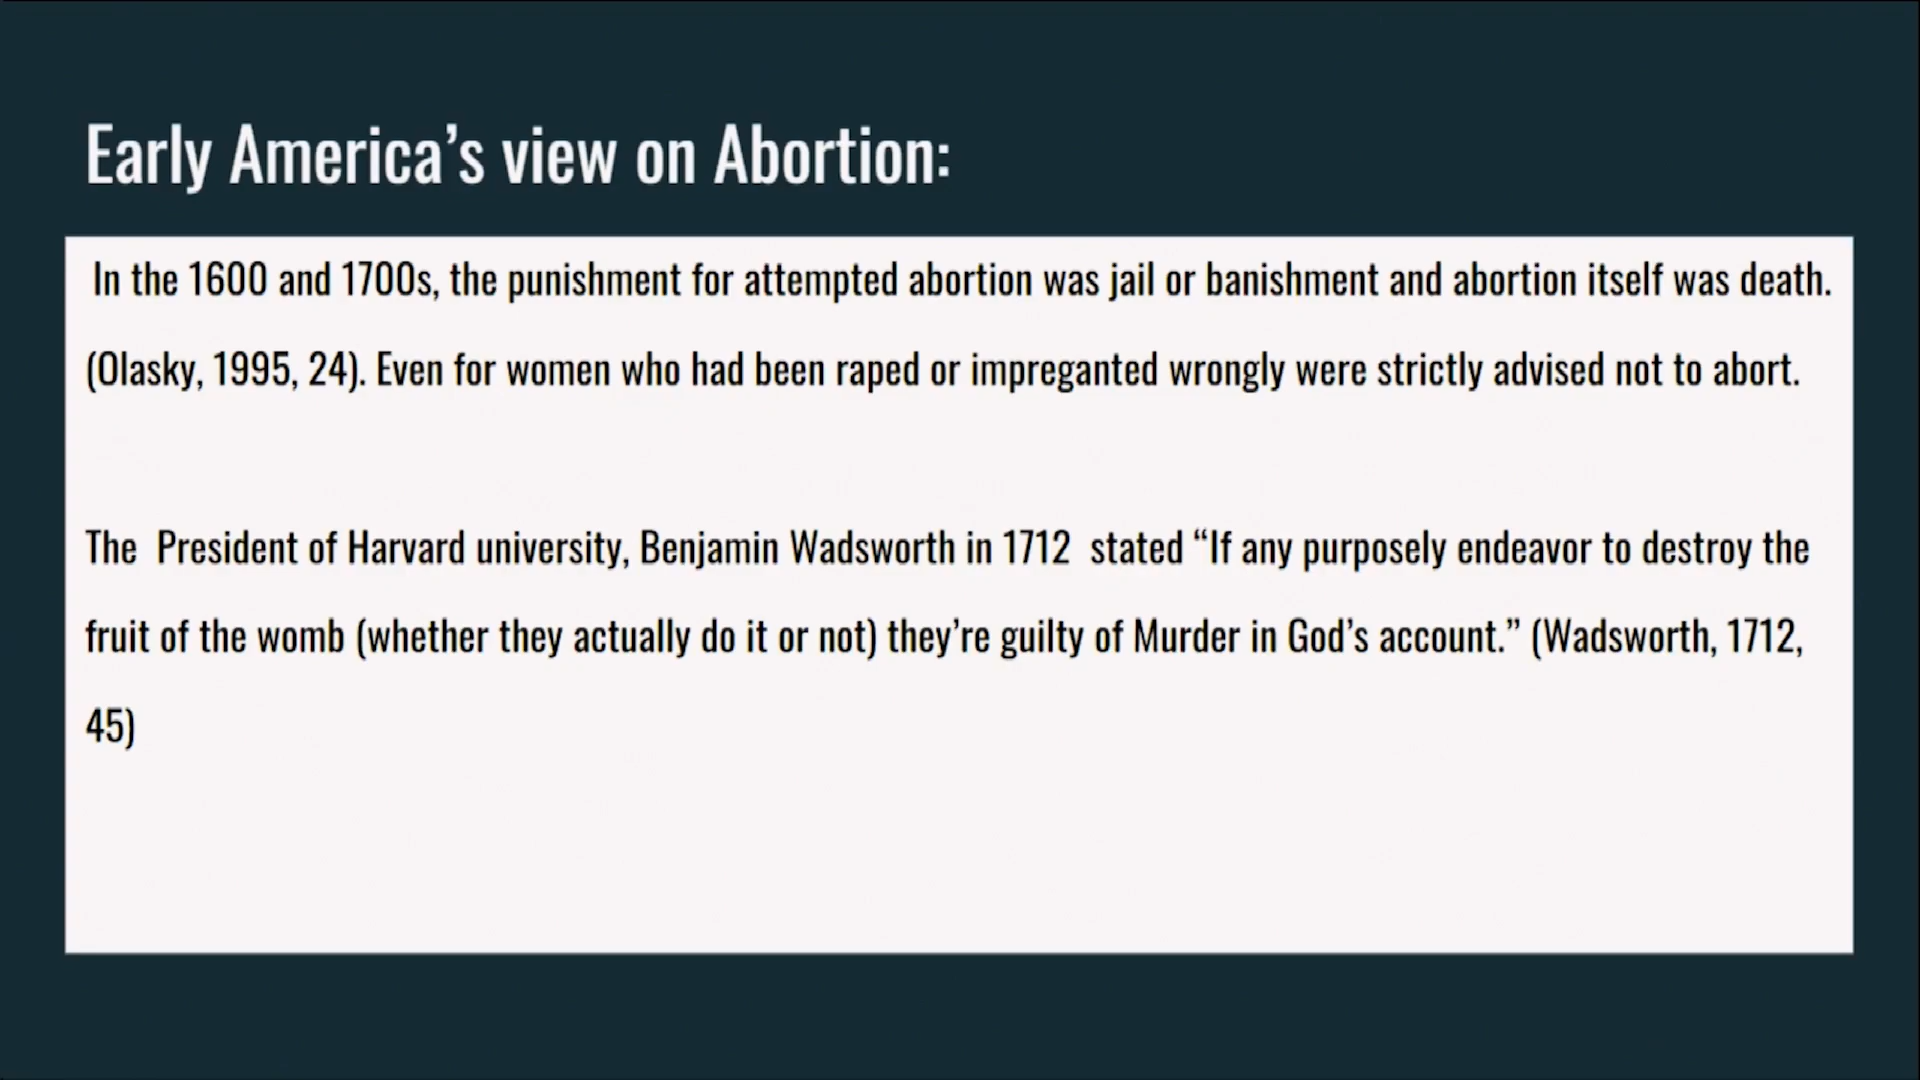 Early America’s view on Abortion:
In the 1600 and 1700s, the punishment for attempted abortion was jail or banishment and abortion itself was death.
(Olasky, 1995, 24). Even for women who had been raped or impreganted wrongly were strictly advised not to abort.
The President of Harvard university, Benjamin Wadsworth in 1712 stated “If any purposely endeavor to destroy the
fruit of the womb (whether they actually do it or not) they’re guilty of Murder in God’s account.” (Wadsworth, 1712,
45)